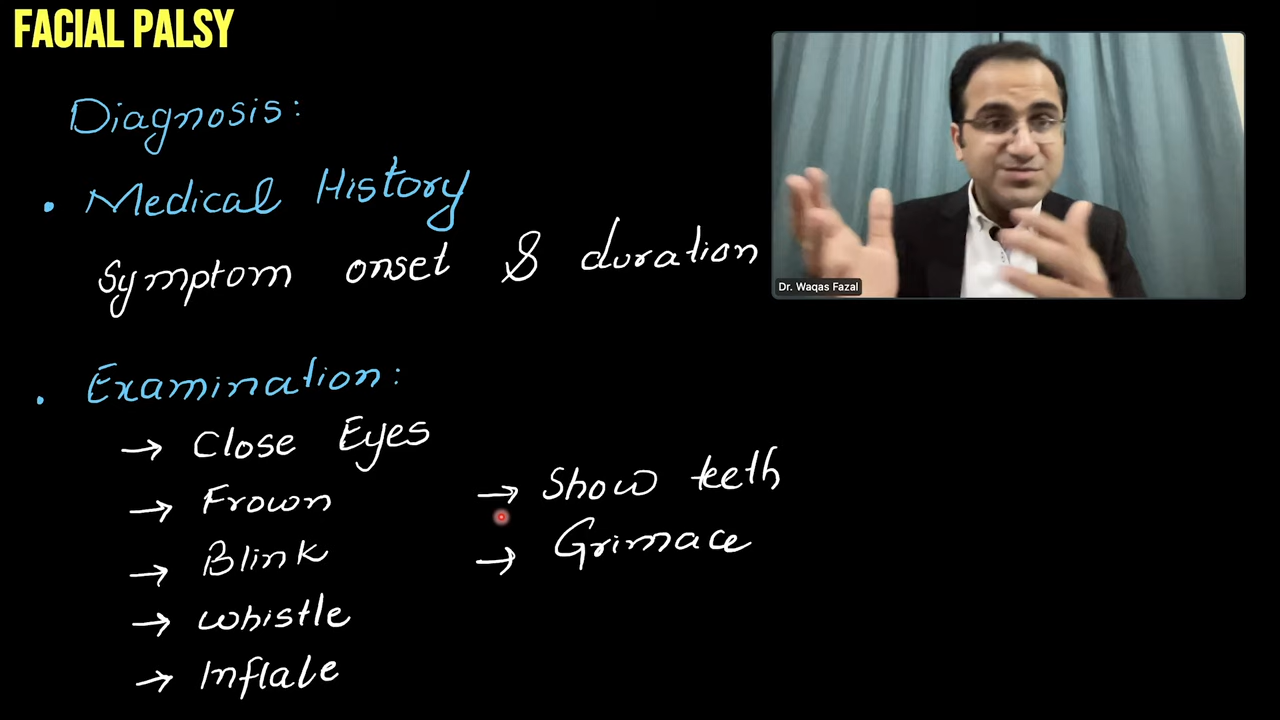 FACIAL PALSY
Diagnosis:
• Medical History
Symptom onset & duration
Dr. Waqas Fazal
• Examination:
→ Close Eyes
→ Frown
→ Blink
→ whistle
→ Inflate
→ Show teeth
→ Grimace